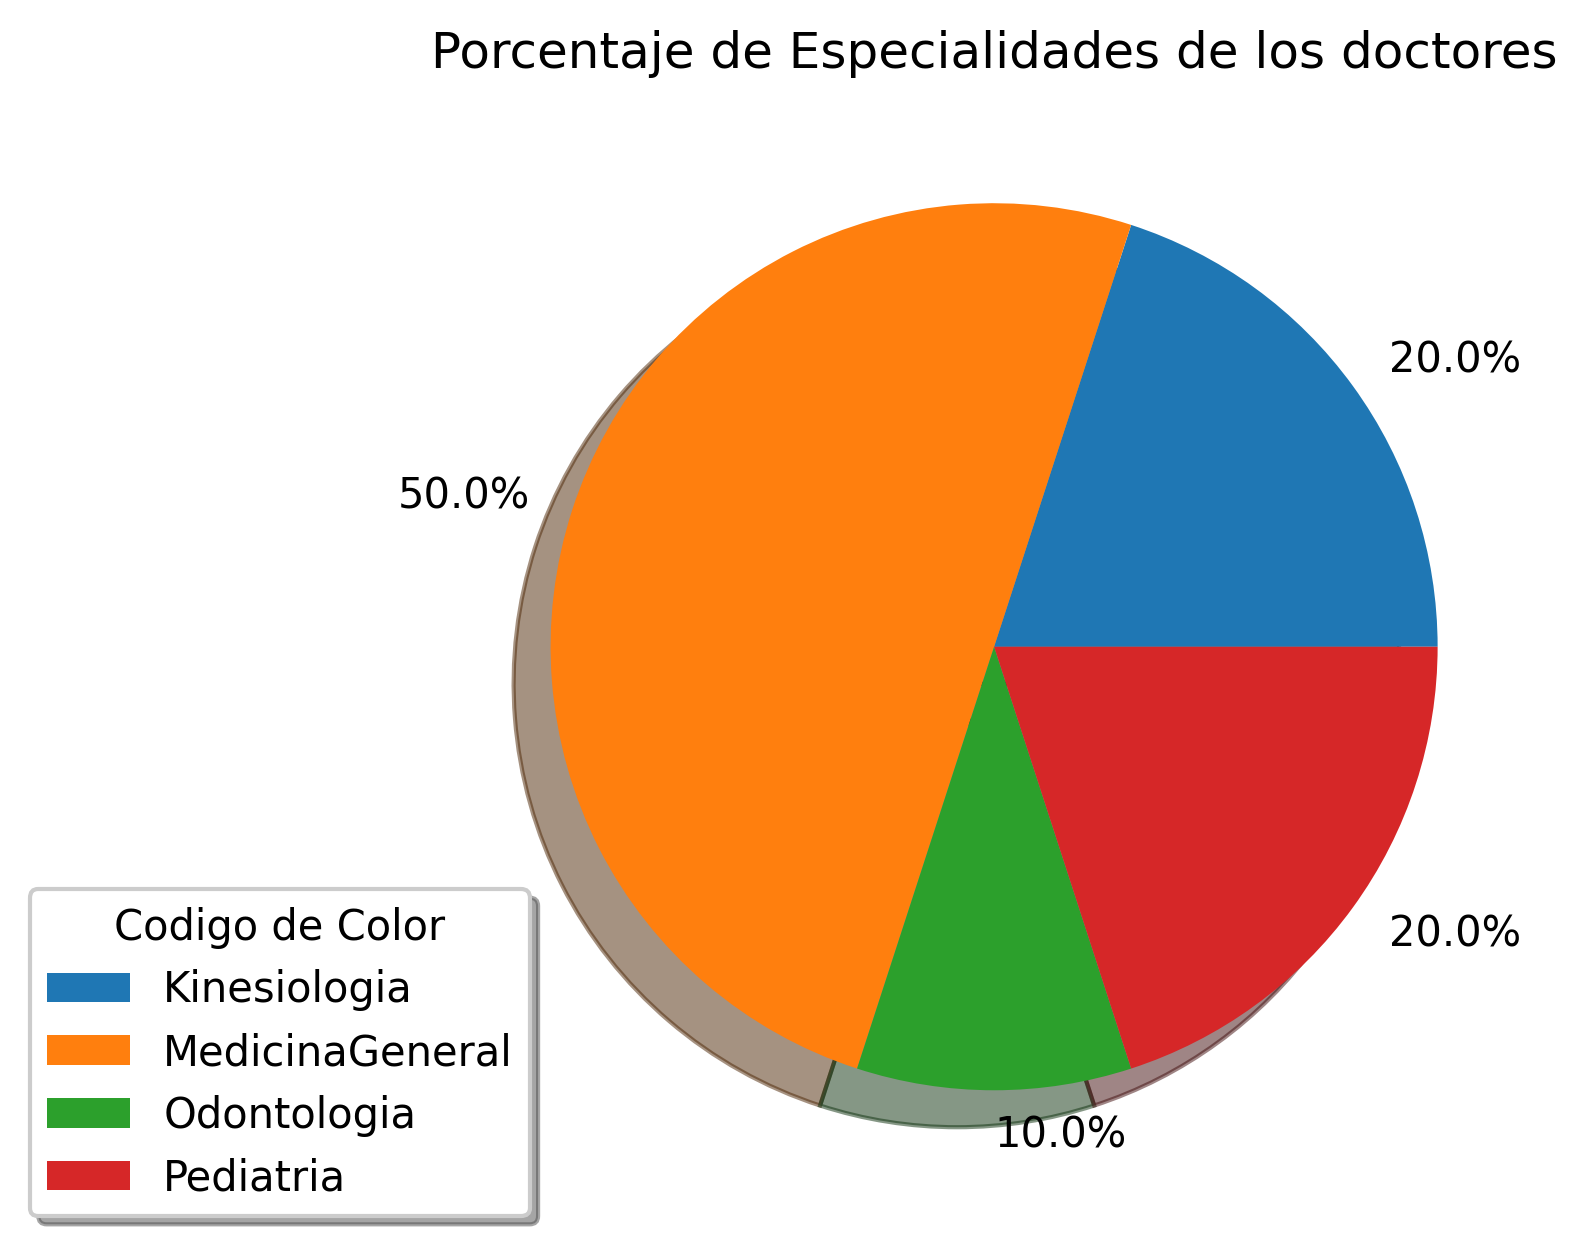 Porcentaje de Especialidades de los doctores
20.0%
50.0%
20.0%
10.0%
Codigo de Color
Kinesiologia
MedicinaGeneral
Odontologia
Pediatria